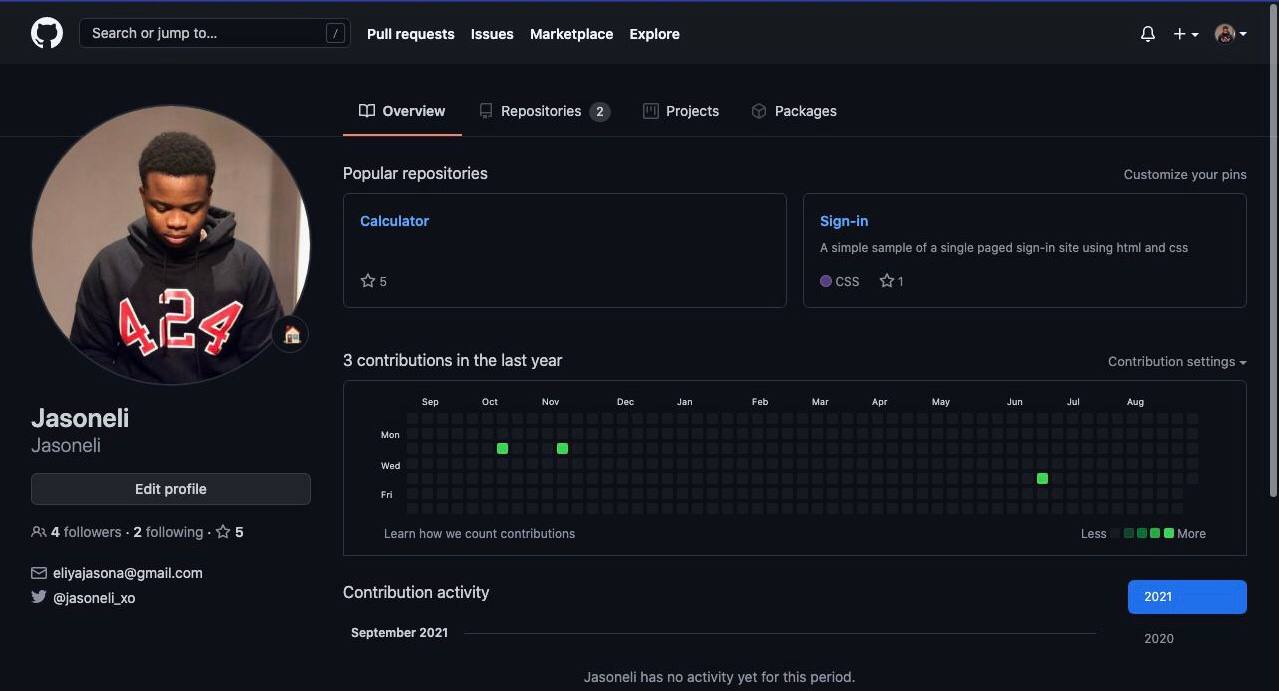 Search or jump to... /
Pull requests Issues Marketplace Explore
Overview Repositories 2 Projects Packages
424
Jasoneli
Jasoneli
Edit profile
4 followers · 2 following · 5
eliyajasona@gmail.com
@jasoneli_xo
Popular repositories
Customize your pins
Calculator
5
Sign-in
A simple sample of a single paged sign-in site using html and css
CSS 1
3 contributions in the last year
Contribution settings
Sep Oct Nov Dec Jan Feb Mar Apr May Jun Jul Aug
Mon
Wed
Fri
Learn how we count contributions
Less More
Contribution activity
2021
2020
September 2021
Jasoneli has no activity yet for this period.